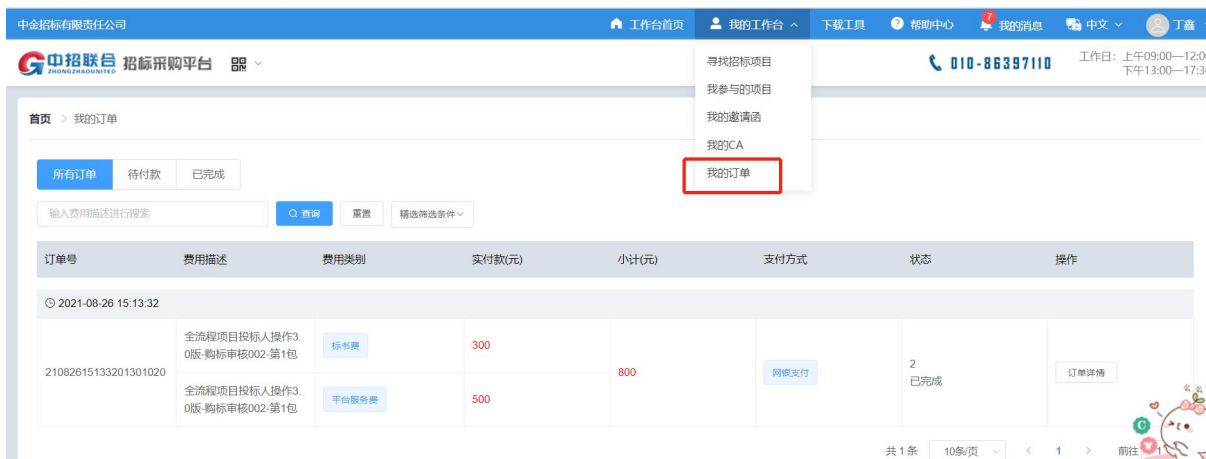 中金招标有限责任公司
工作台首页
我的工作台
下载工具
帮助中心
7
我的消息
中文
丁鑫
中招联合
ZHONGZHAOUNITED
招标采购平台
010-86397110
工作日：上午09:00—12:0
下午13:00—17:3
寻找招标项目
我参与的项目
我的邀请函
我的CA
我的订单
首页 > 我的订单
所有订单
待付款
已完成
输入费用描述进行搜索
查询
重置
精选筛选条件
订单号
费用描述
费用类别
实付款(元)
小计(元)
支付方式
状态
操作
2021-08-26 15:13:32
21082615133201301020
全流程项目投标人操作3.
0版-购标审核002-第1包
标书费
300
全流程项目投标人操作3.
0版-购标审核002-第1包
平台服务费
500
800
网银支付
2
已完成
订单详情
共 1 条
10条/页
<
1
>
前往
1